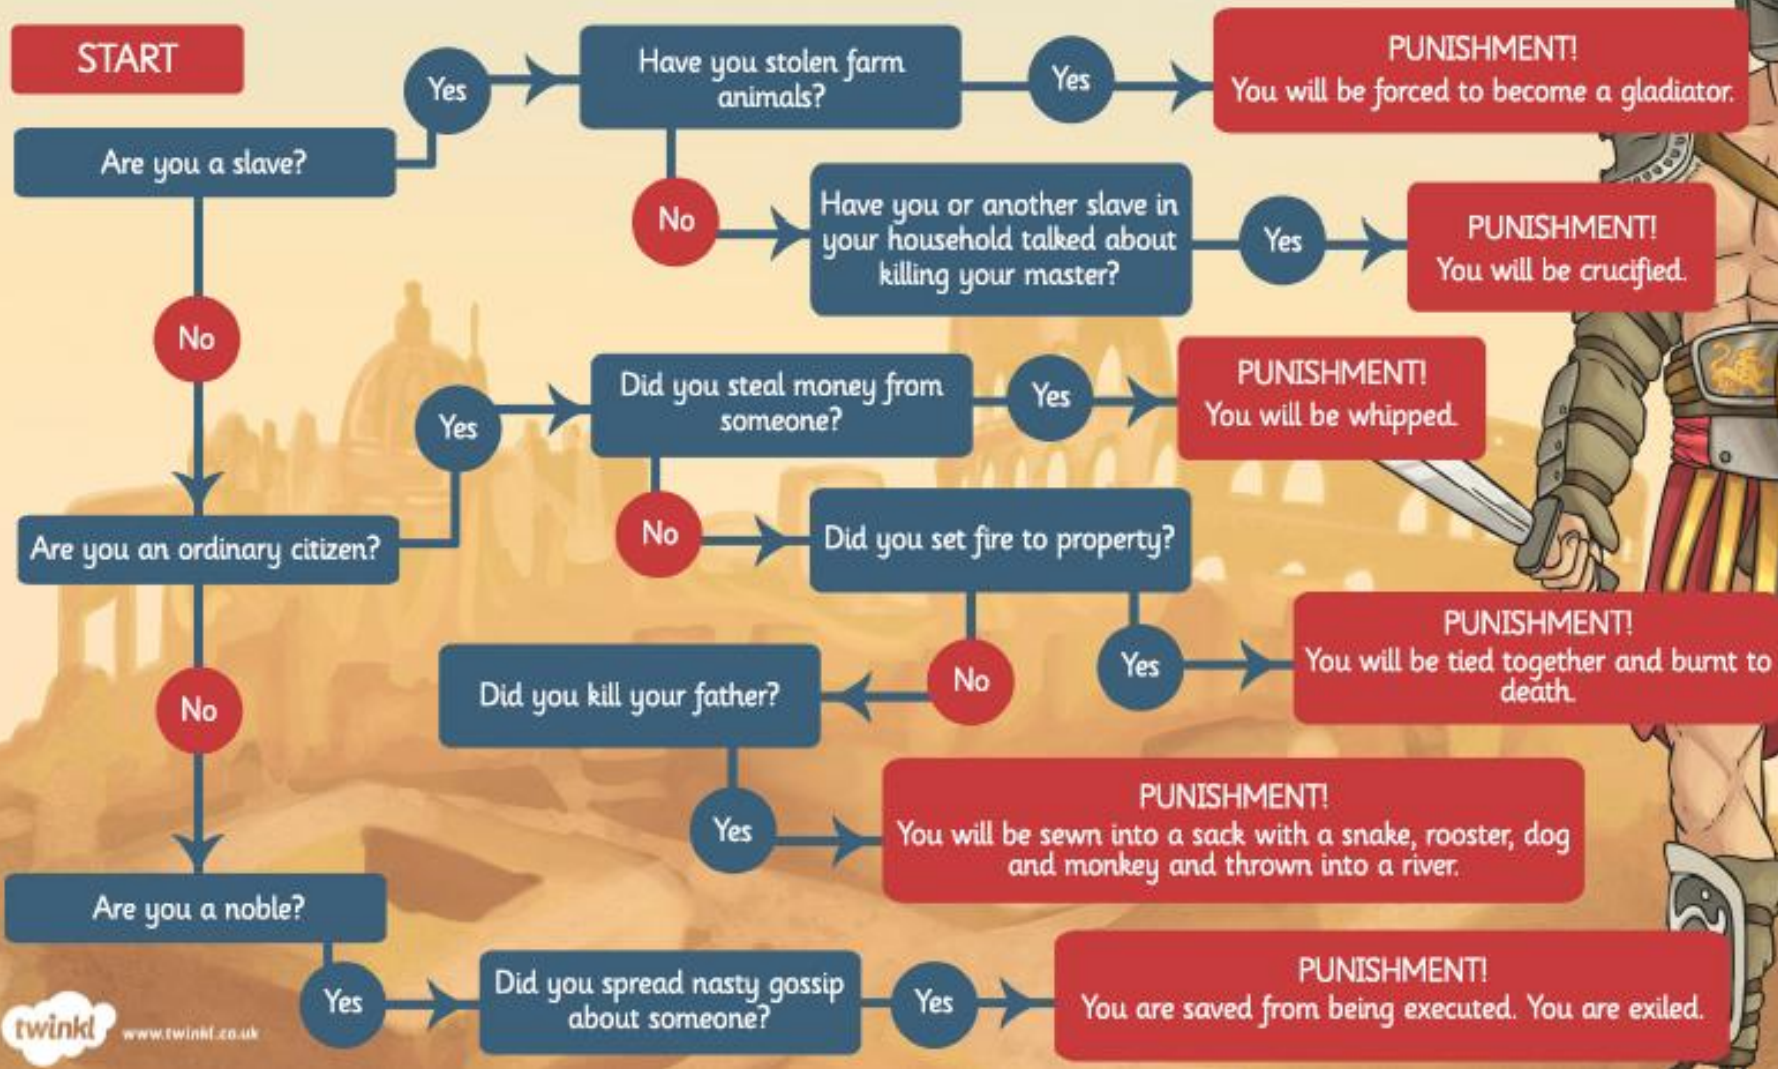 START
Yes
Have you stolen farm
animals?
Yes
PUNISHMENT!
You will be forced to become a gladiator.
Are you a slave?
No
Have you or another slave in
your household talked about
killing your master?
Yes
PUNISHMENT!
You will be crucified.
No
Yes
Did you steal money from
someone?
Yes
PUNISHMENT!
You will be whipped.
Are you an ordinary citizen?
No
Did you set fire to property?
Yes
PUNISHMENT!
You will be tied together and burnt to
death.
No
Did you kill your father?
Yes
PUNISHMENT!
You will be sewn into a sack with a snake, rooster, dog
and monkey and thrown into a river.
No
Are you a noble?
Yes
Did you spread nasty gossip
about someone?
Yes
PUNISHMENT!
You are saved from being executed. You are exiled.
twinkl
www.twinkl.co.uk